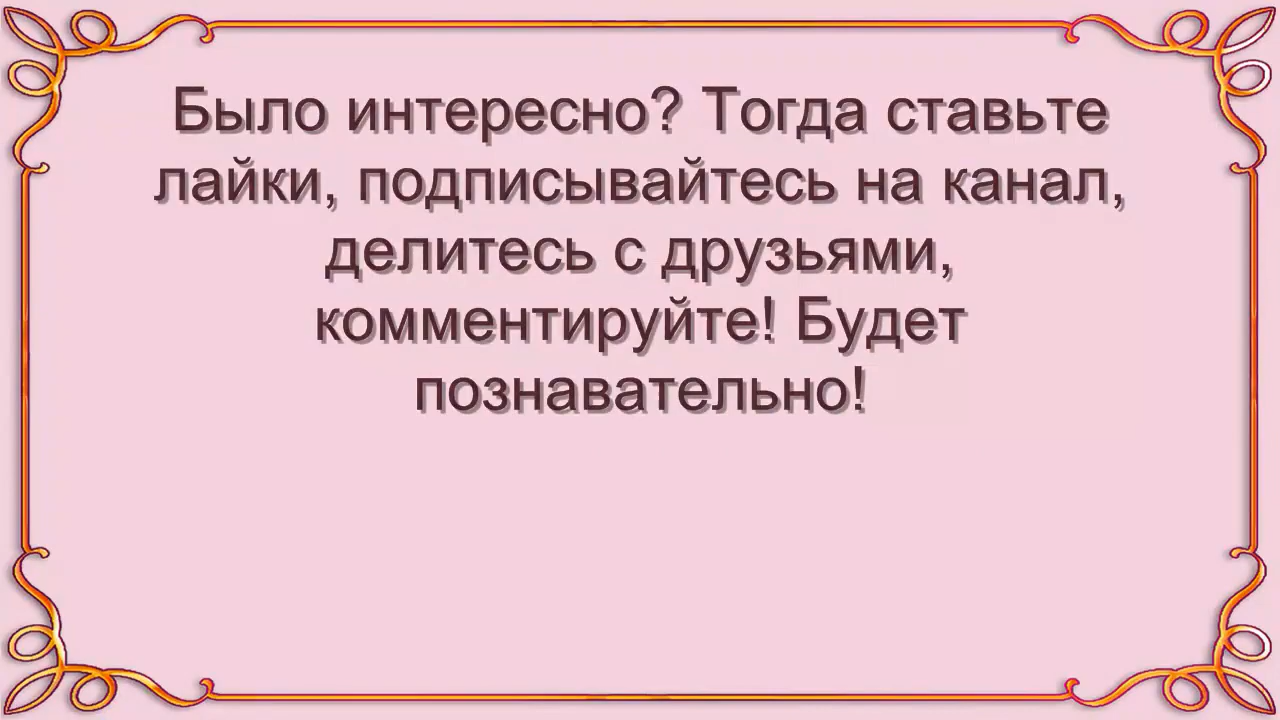 Было интересно? Тогда ставьте
лайки, подписывайтесь на канал,
делитесь с друзьями,
комментируйте! Будет
познавательно!